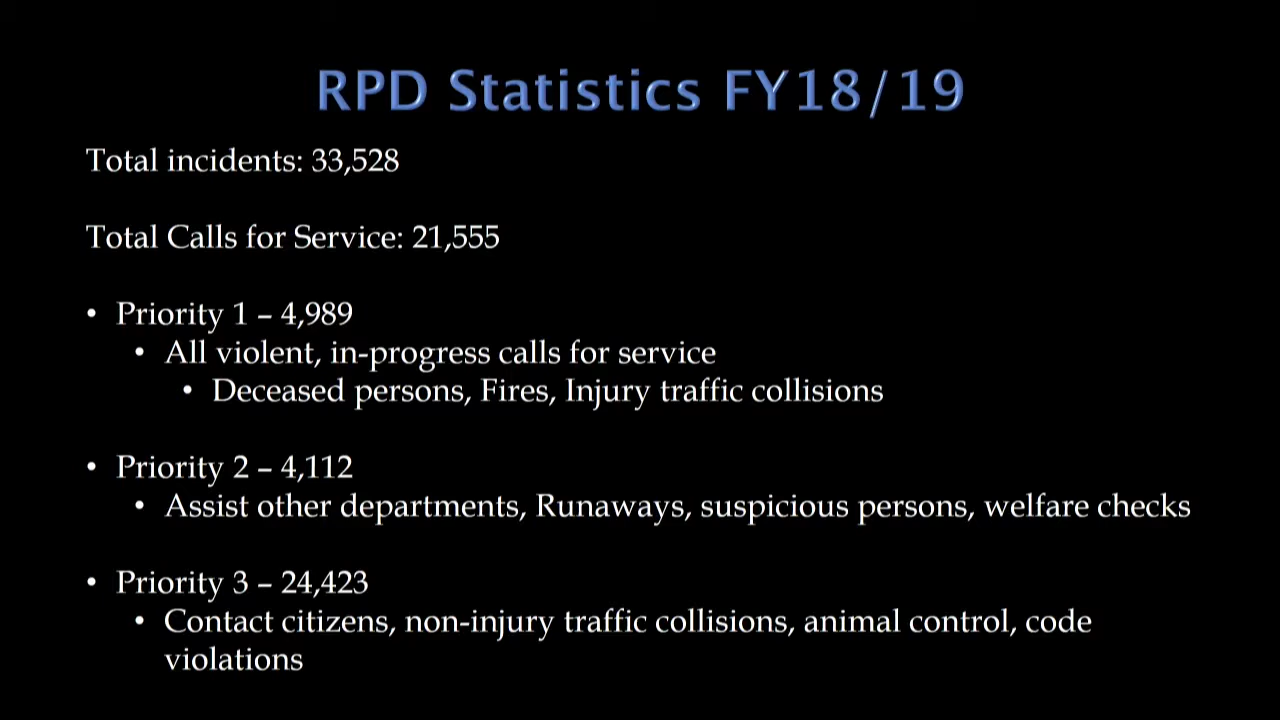 RPD Statistics FY18/19
Total incidents: 33,528
Total Calls for Service: 21,555
• Priority 1 – 4,989
• All violent, in-progress calls for service
• Deceased persons, Fires, Injury traffic collisions
• Priority 2 – 4,112
• Assist other departments, Runaways, suspicious persons, welfare checks
• Priority 3 – 24,423
• Contact citizens, non-injury traffic collisions, animal control, code
violations